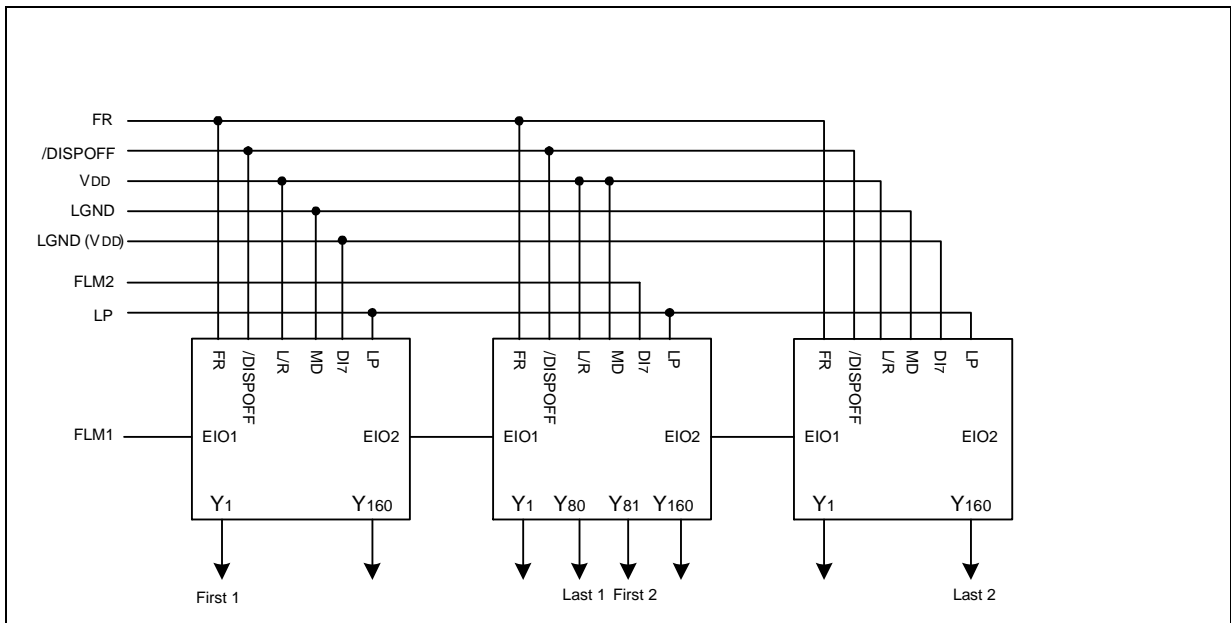 FR
/DISPOFF
VDD
LGND
LGND (VDD)
FLM2
LP
FR /DISPOFF L/R MD DI7 LP
FR /DISPOFF L/R MD DI7 LP
FR /DISPOFF L/R MD DI7 LP
FLM1 EIO1 EIO2 EIO1 EIO2 EIO1 EIO2
Y1 Y160 Y1 Y80 Y81 Y160 Y1 Y160
First 1 Last 1 First 2 Last 2